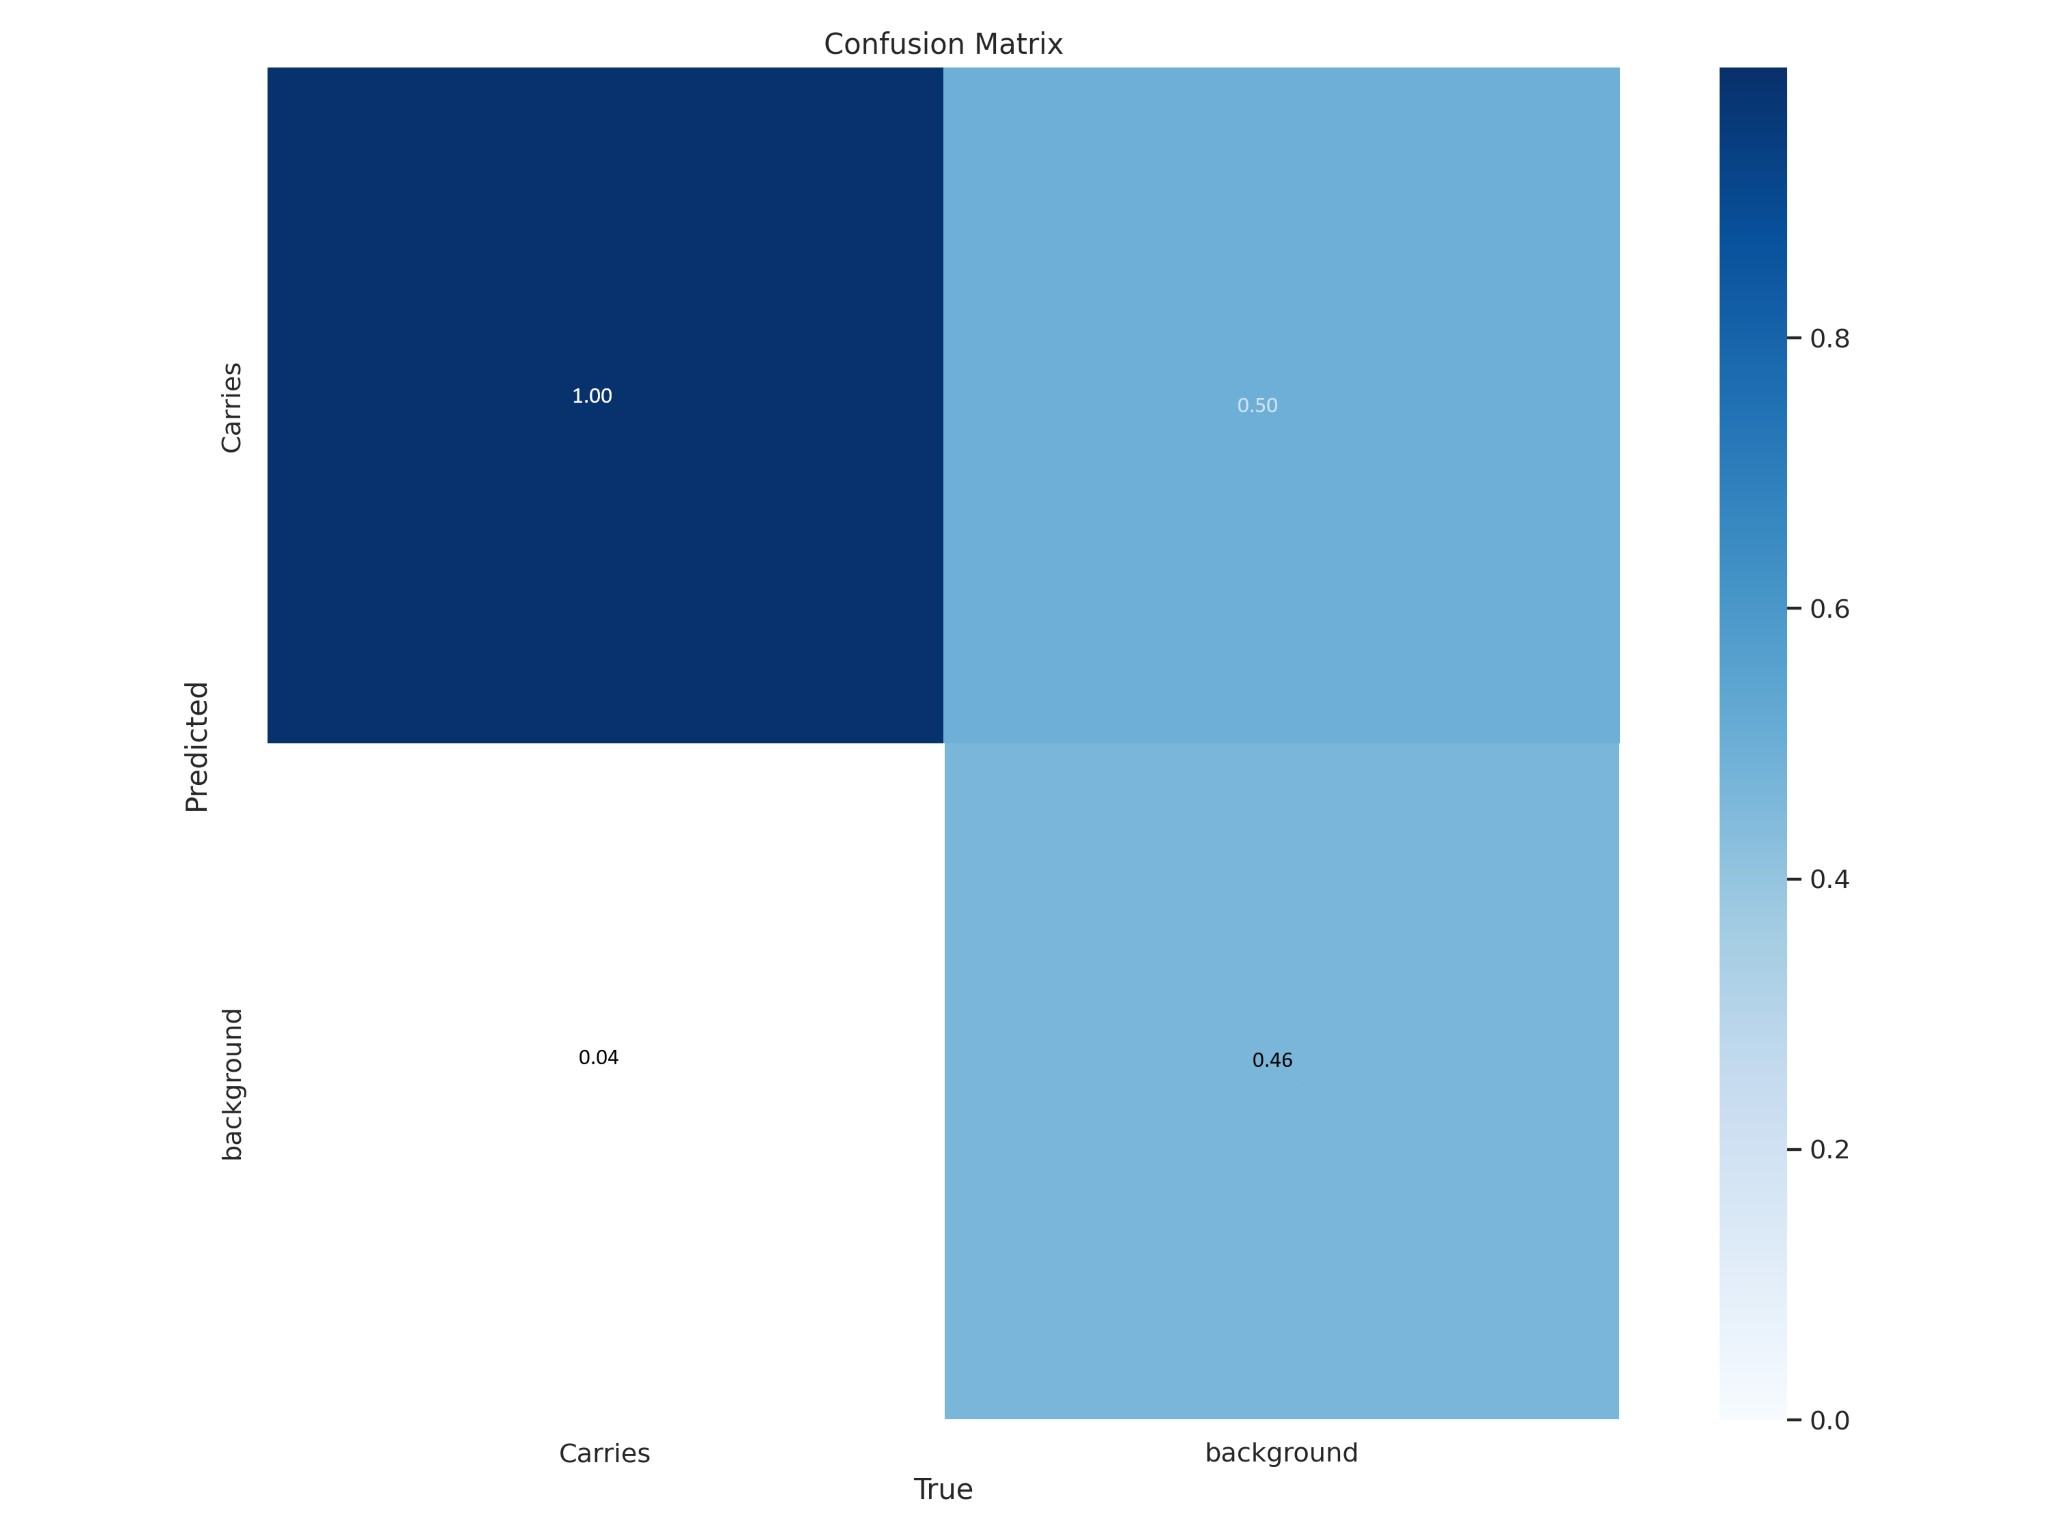 Confusion Matrix
Predicted
Carries
1.00
0.50
background
0.04
0.46
Carries
background
True
0.8
0.6
0.4
0.2
0.0